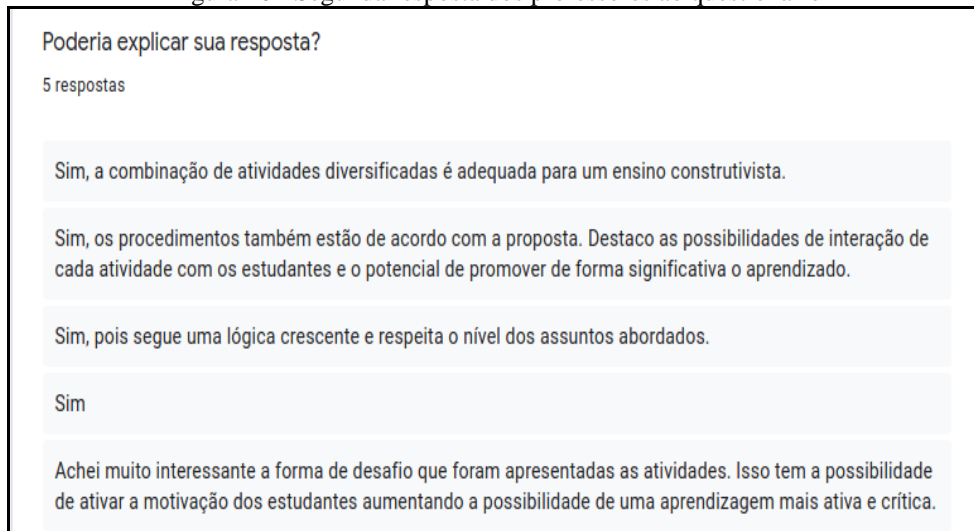 Poderia explicar sua resposta?
5 respostas
Sim, a combinação de atividades diversificadas é adequada para um ensino construtivista.
Sim, os procedimentos também estão de acordo com a proposta. Destaco as possibilidades de interação de
cada atividade com os estudantes e o potencial de promover de forma significativa o aprendizado.
Sim, pois segue uma lógica crescente e respeita o nível dos assuntos abordados.
Sim
Achei muito interessante a forma de desafio que foram apresentadas as atividades. Isso tem a possibilidade
de ativar a motivação dos estudantes aumentando a possibilidade de uma aprendizagem mais ativa e crítica.